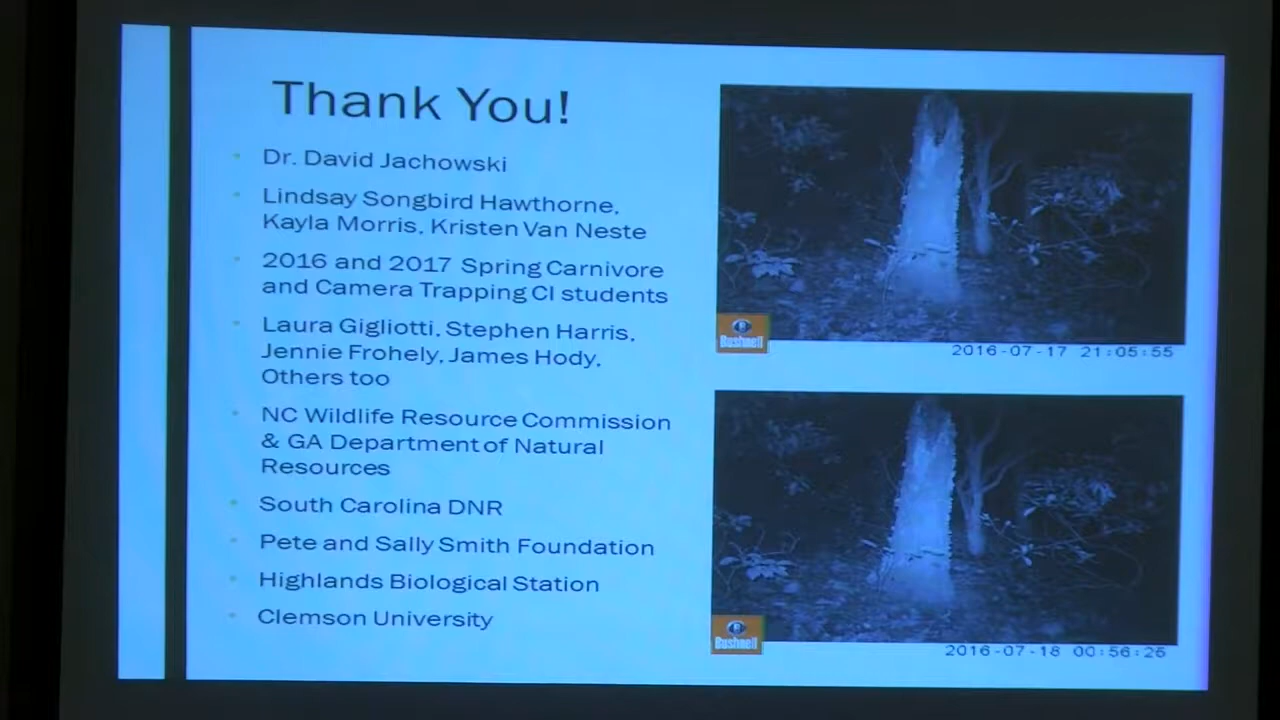 Thank You!
Dr. David Jachowski
Lindsay Songbird Hawthorne,
Kayla Morris, Kristen Van Neste
2016 and 2017 Spring Carnivore
and Camera Trapping CI students
Laura Gigliotti, Stephen Harris,
Jennie Frohely, James Hody,
Others too
NC Wildlife Resource Commission
& GA Department of Natural
Resources
South Carolina DNR
Pete and Sally Smith Foundation
Highlands Biological Station
Clemson University
Bushnell
2016-07-17 21:05:55
Bushnell
2016-07-18 00:56:26